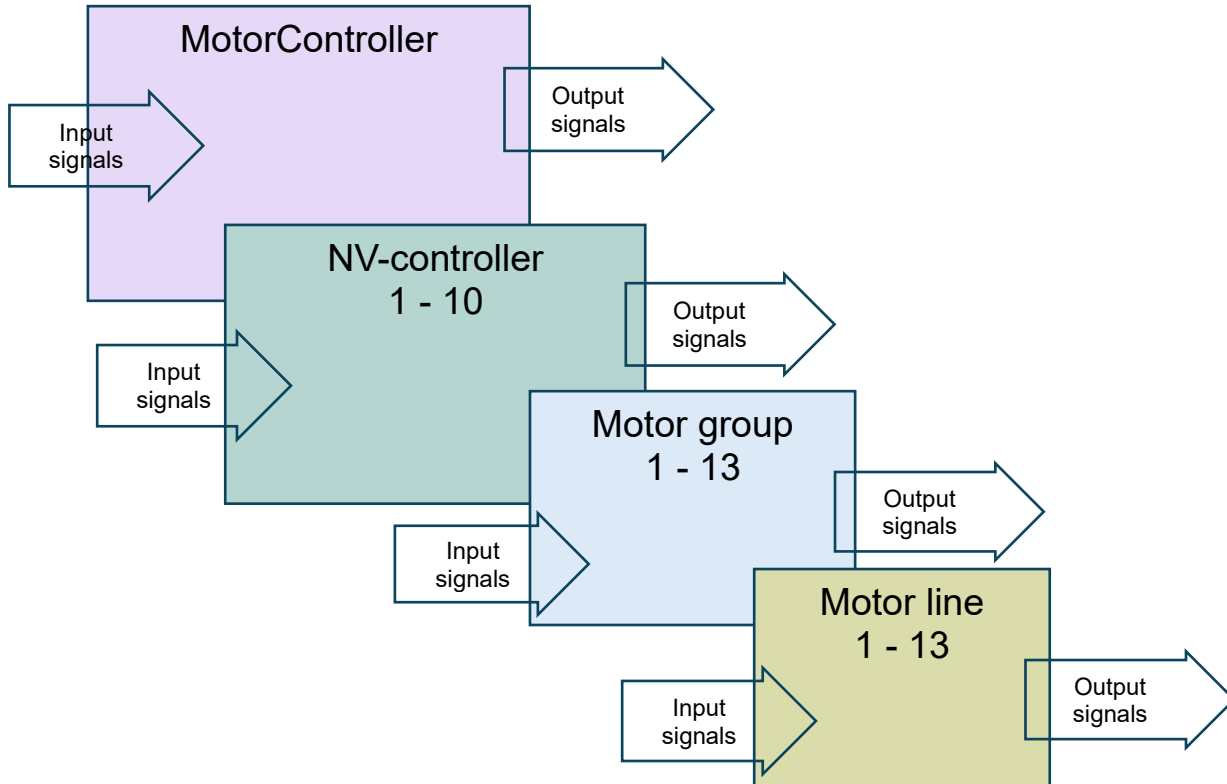 MotorController
Input
signals
Output
signals
NV-controller
1 - 10
Input
signals
Output
signals
Motor group
1 - 13
Input
signals
Output
signals
Motor line
1 - 13
Input
signals
Output
signals